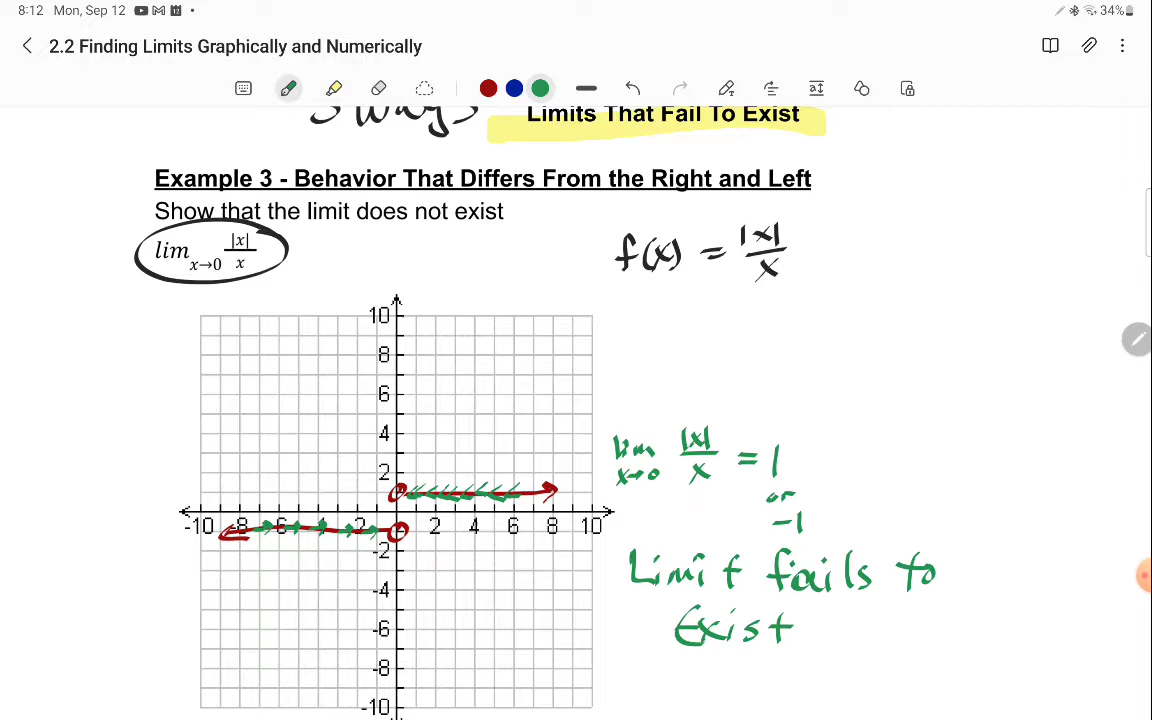 8:12 Mon, Sep 12 34%
2.2 Finding Limits Graphically and Numerically
3 ways Limits That Fail To Exist
Example 3 - Behavior That Differs From the Right and Left
Show that the limit does not exist
lim x→0 |x|/x
f(x) = |x|/x
10
8
6
4
2
-10 -8 -6 -4 -2 2 4 6 8 10
-2
-4
-6
-8
-10
lim x→0 |x|/x = 1
or
-1
Limit fails to
Exist